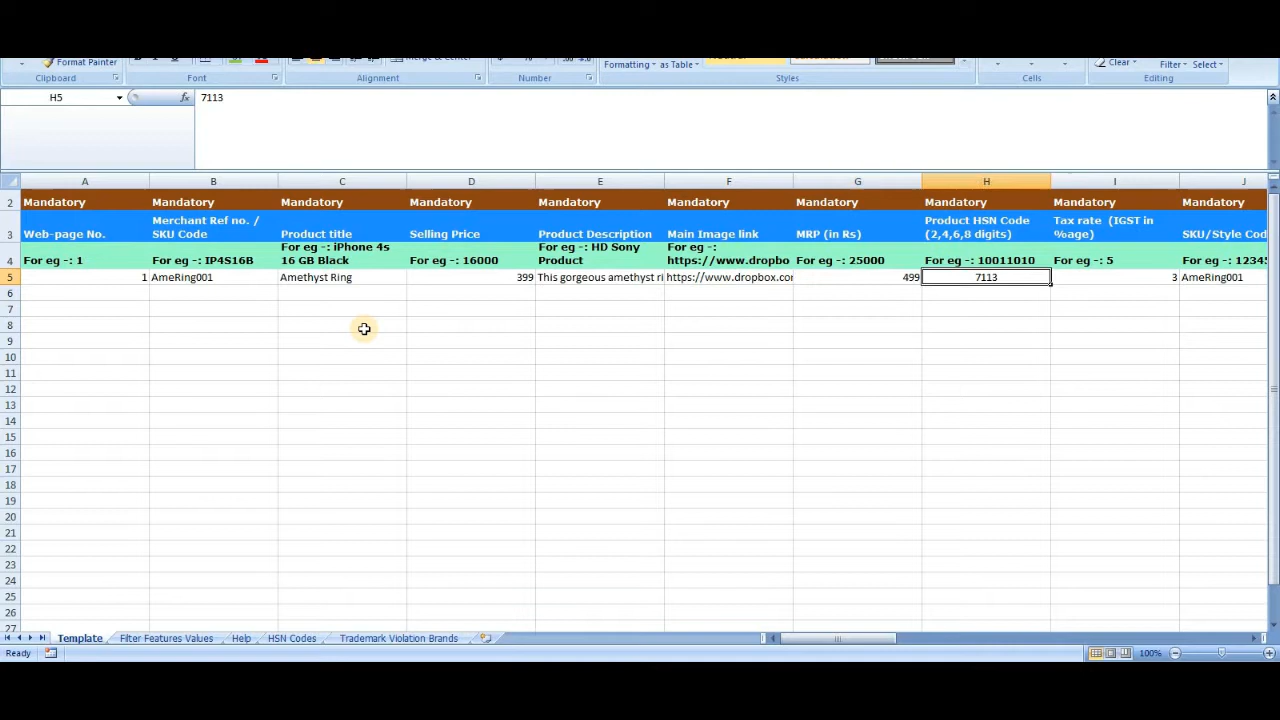 Format Painter
Merge & Center
Formatting as Table
Clear Filter Select
Clipboard Font Alignment Number Styles Cells Editing
H5 fx 7113
A B C D E F G H I J
2 Mandatory Mandatory Mandatory Mandatory Mandatory Mandatory Mandatory Mandatory Mandatory Mandatory
Merchant Ref no. / Product HSN Code Tax rate (IGST in
3 Web-page No. SKU Code Product title Selling Price Product Description Main Image link MRP (in Rs) (2,4,6,8 digits) %age) SKU/Style Cod
For eg -: iPhone 4s For eg -: HD Sony For eg -:
4 For eg -: 1 For eg -: IP4S16B 16 GB Black For eg -: 16000 Product https://www.dropbo For eg -: 25000 For eg -: 10011010 For eg -: 5 For eg -: 12345
5 1 AmeRing001 Amethyst Ring 399 This gorgeous amethyst ri https://www.dropbox.com 499 7113 3 AmeRing001
6
7
8
9
10
11
12
13
14
15
16
17
18
19
20
21
22
23
24
25
26
27
Template Filter Features Values Help HSN Codes Trademark Violation Brands
Ready 100%